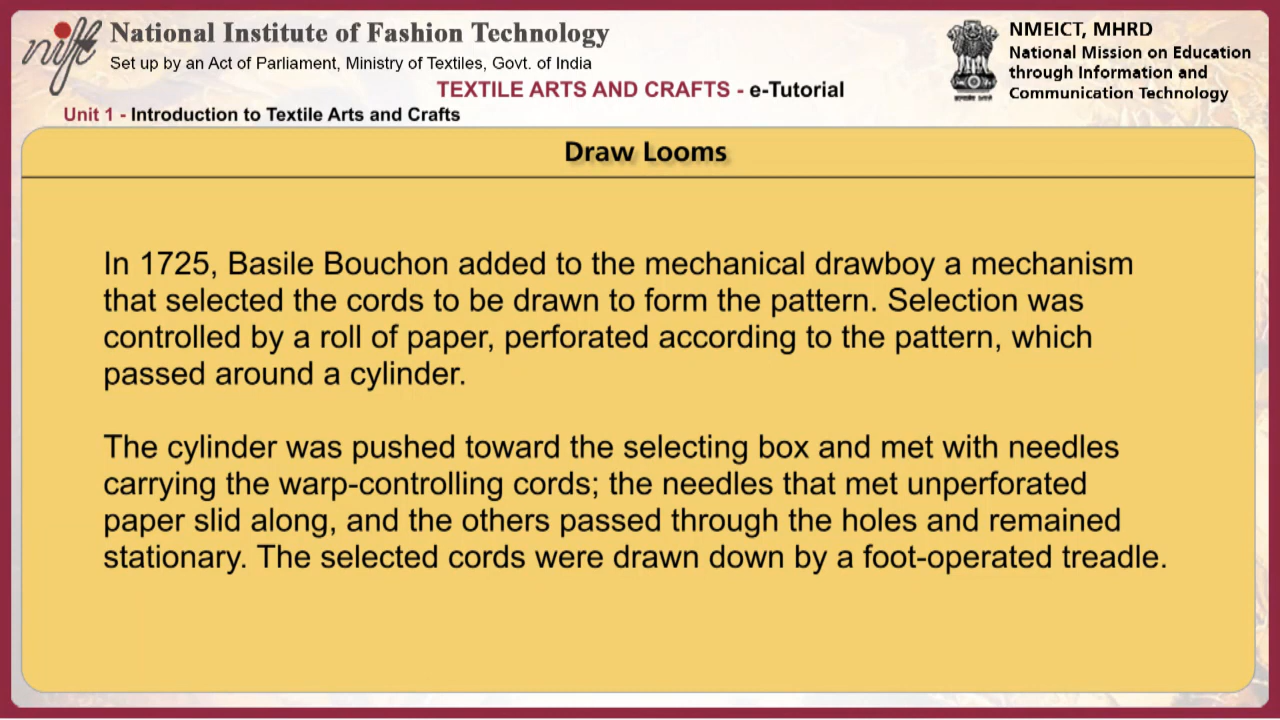 nift
National Institute of Fashion Technology
Set up by an Act of Parliament, Ministry of Textiles, Govt. of India
NMEICT, MHRD
National Mission on Education
through Information and
Communication Technology
TEXTILE ARTS AND CRAFTS - e-Tutorial
Unit 1 - Introduction to Textile Arts and Crafts
Draw Looms
In 1725, Basile Bouchon added to the mechanical drawboy a mechanism
that selected the cords to be drawn to form the pattern. Selection was
controlled by a roll of paper, perforated according to the pattern, which
passed around a cylinder.
The cylinder was pushed toward the selecting box and met with needles
carrying the warp-controlling cords; the needles that met unperforated
paper slid along, and the others passed through the holes and remained
stationary. The selected cords were drawn down by a foot-operated treadle.